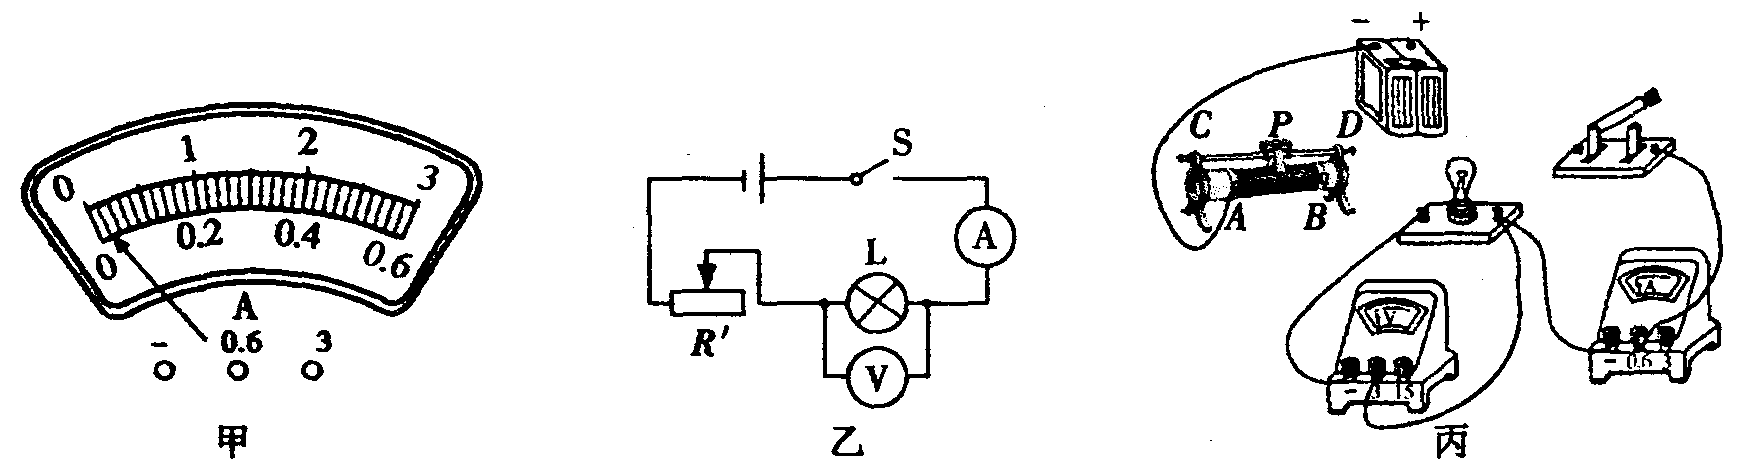 0 1 2 3
0 0.2 0.4 0.6
A
- 0.6 3
甲
S
A
L
R′
V
乙
- +
C P D
A B
V
- 3 15
A
- 0.6 3
丙